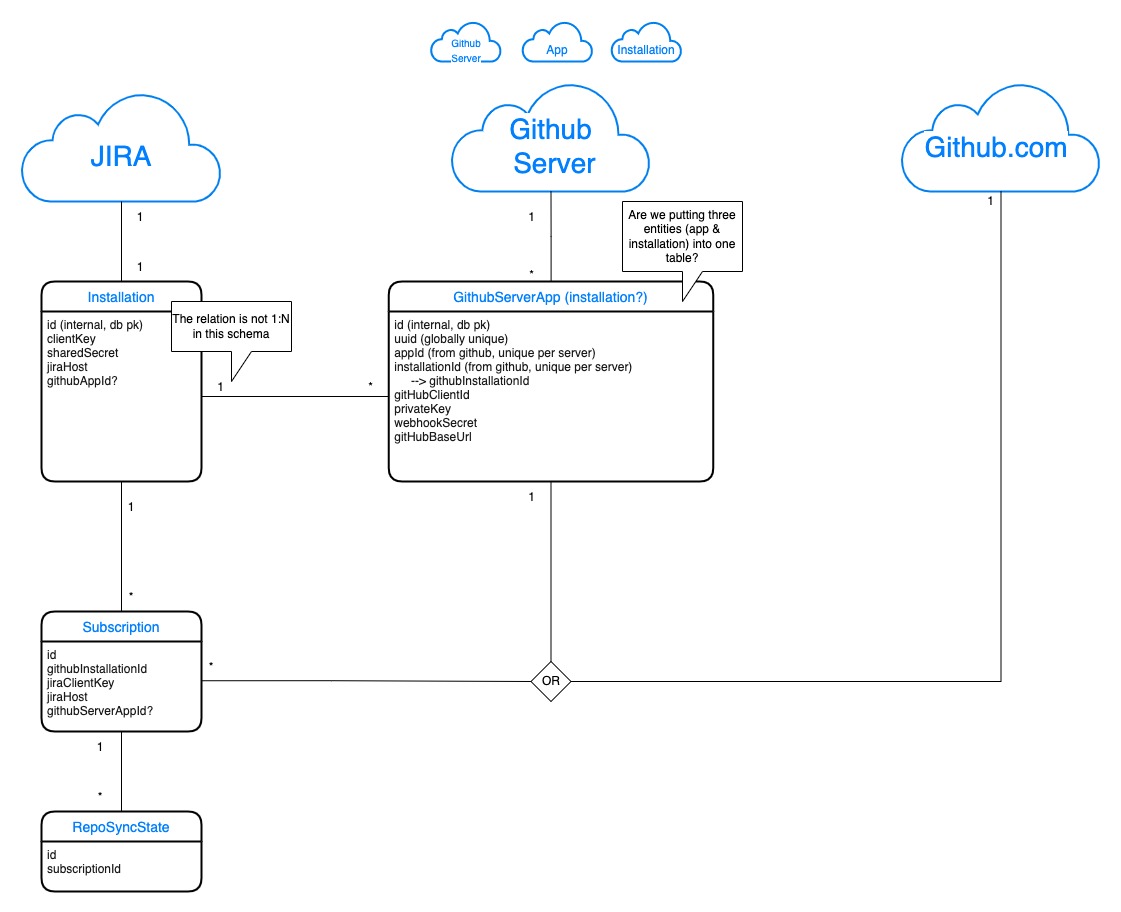 Github
Server
App
Installation
JIRA
Github
Server
Github.com
1
1
1
*
1
Are we putting three
entities (app &
installation) into one
table?
Installation
id (internal, db pk)
clientKey
sharedSecret
jiraHost
githubAppId?
The relation is not 1:N
in this schema
1
*
GithubServerApp (installation?)
id (internal, db pk)
uuid (globally unique)
appId (from github, unique per server)
installationId (from github, unique per server)
--> githubInstallationId
gitHubClientId
privateKey
webhookSecret
gitHubBaseUrl
1
*
1
Subscription
id
githubInstallationId
jiraClientKey
jiraHost
githubServerAppId?
*
OR
1
*
RepoSyncState
id
subscriptionId